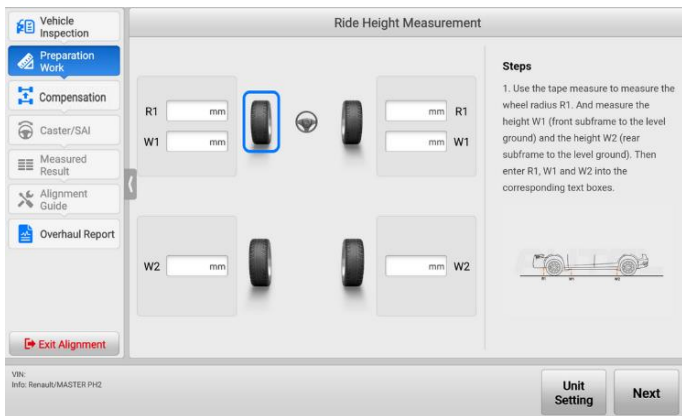 Vehicle
Inspection
Ride Height Measurement
Preparation
Work
Compensation
Caster/SAI
Measured
Result
Alignment
Guide
Overhaul Report
Exit Alignment
R1 mm
W1 mm
mm R1
mm W1
W2 mm
mm W2
Steps
1. Use the tape measure to measure the
wheel radius R1. And measure the
height W1 (front subframe to the level
ground) and the height W2 (rear
subframe to the level ground). Then
enter R1, W1 and W2 into the
corresponding text boxes.
R1 W1 W2
VIN:
Info: Renault/MASTER PH2
Unit
Setting
Next